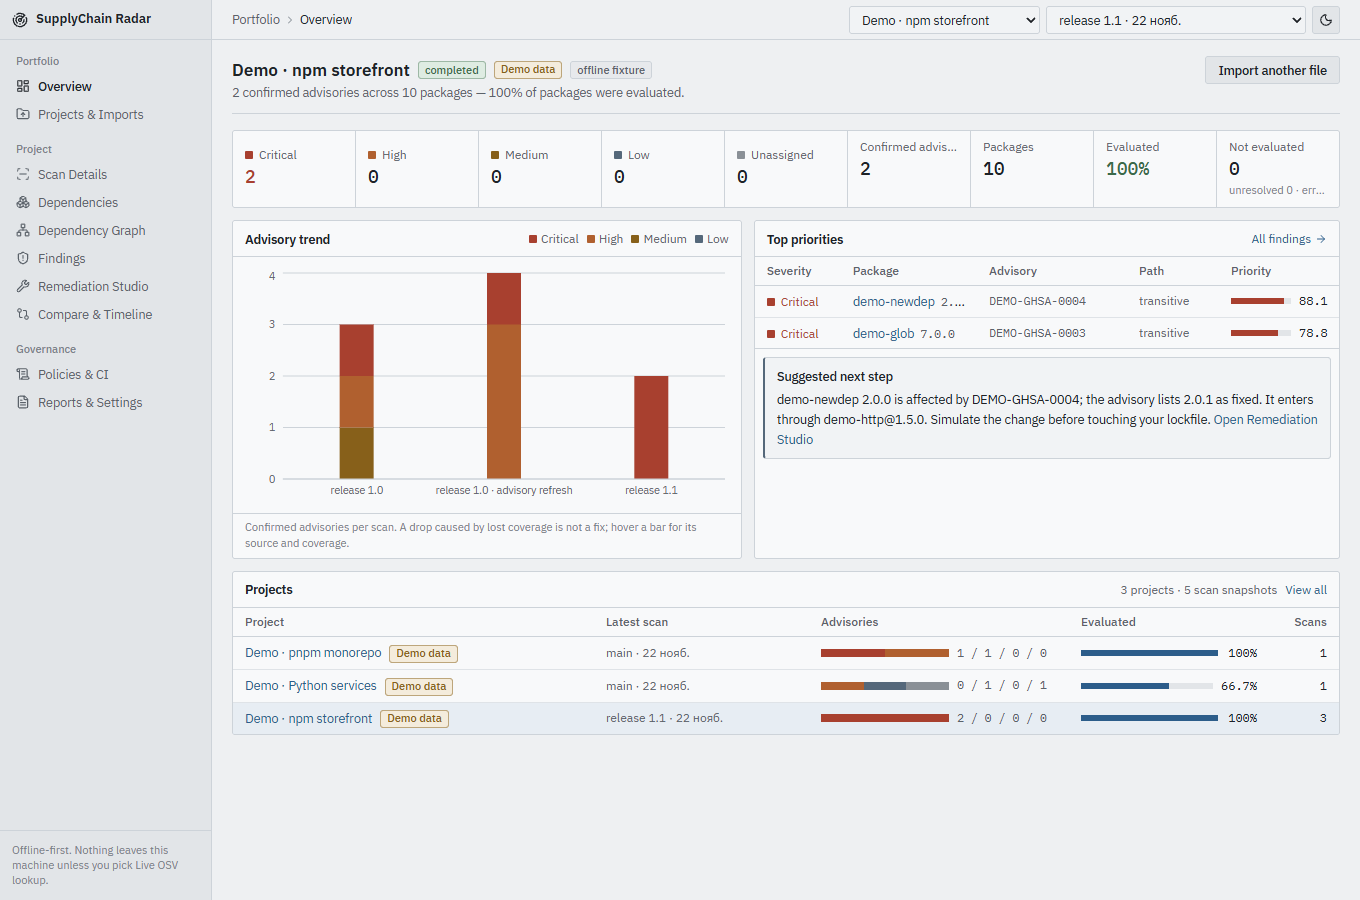 SupplyChain Radar
Portfolio
Overview
Projects & Imports
Project
Scan Details
Dependencies
Dependency Graph
Findings
Remediation Studio
Compare & Timeline
Governance
Policies & CI
Reports & Settings
Offline-first. Nothing leaves this
machine unless you pick Live OSV
lookup.
Portfolio > Overview
Demo · npm storefront
release 1.1 · 22 нояб.
Demo · npm storefront completed Demo data offline fixture
Import another file
2 confirmed advisories across 10 packages — 100% of packages were evaluated.
Critical
2
High
0
Medium
0
Low
0
Unassigned
0
Confirmed advis...
2
Packages
10
Evaluated
100%
Not evaluated
0
unresolved 0 · err...
Advisory trend
Critical High Medium Low
4
3
2
1
0
release 1.0 release 1.0 · advisory refresh release 1.1
Confirmed advisories per scan. A drop caused by lost coverage is not a fix; hover a bar for its
source and coverage.
Top priorities
All findings →
Severity Package Advisory Path Priority
Critical demo-newdep 2.... DEMO-GHSA-0004 transitive 88.1
Critical demo-glob 7.0.0 DEMO-GHSA-0003 transitive 78.8
Suggested next step
demo-newdep 2.0.0 is affected by DEMO-GHSA-0004; the advisory lists 2.0.1 as fixed. It enters
through demo-http@1.5.0. Simulate the change before touching your lockfile. Open Remediation
Studio
Projects
3 projects · 5 scan snapshots View all
Project Latest scan Advisories Evaluated Scans
Demo · pnpm monorepo Demo data main · 22 нояб. 1 / 1 / 0 / 0 100% 1
Demo · Python services Demo data main · 22 нояб. 0 / 1 / 0 / 1 66.7% 1
Demo · npm storefront Demo data release 1.1 · 22 нояб. 2 / 0 / 0 / 0 100% 3